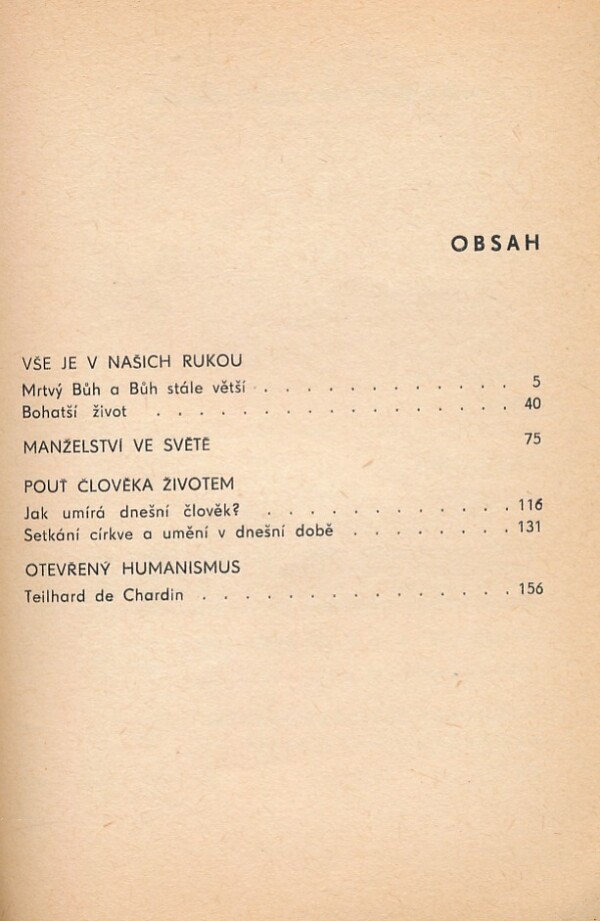 OBSAH
VŠE JE V NAŠICH RUKOU
Mrtvý Bůh a Bůh stále větší . . . . . . . . . . . 5
Bohatší život . . . . . . . . . . . . . . . . 40
MANŽELSTVÍ VE SVĚTĚ 75
POUŤ ČLOVĚKA ŽIVOTEM
Jak umírá dnešní člověk? . . . . . . . . . . . 116
Setkání církve a umění v dnešní době . . . . . . . 131
OTEVŘENÝ HUMANISMUS
Teilhard de Chardin . . . . . . . . . . . . . . 156